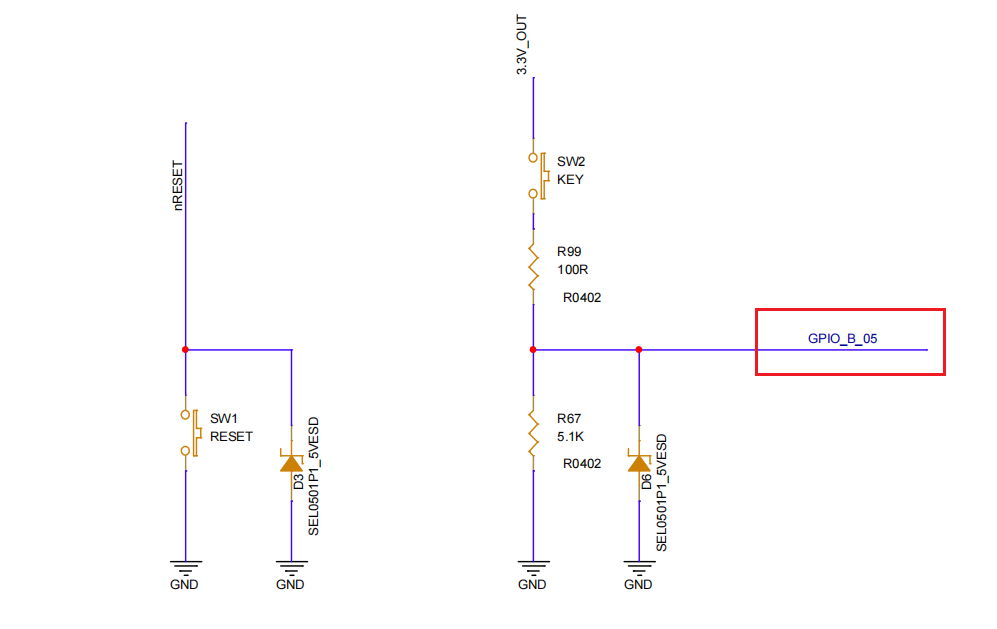 3.3V_OUT
nRESET
SW2
KEY
R99
100R
R0402
GPIO_B_05
SW1
RESET
D3
SEL0501P1_5VESD
R67
5.1K
R0402
D6
SEL0501P1_5VESD
GND
GND
GND
GND